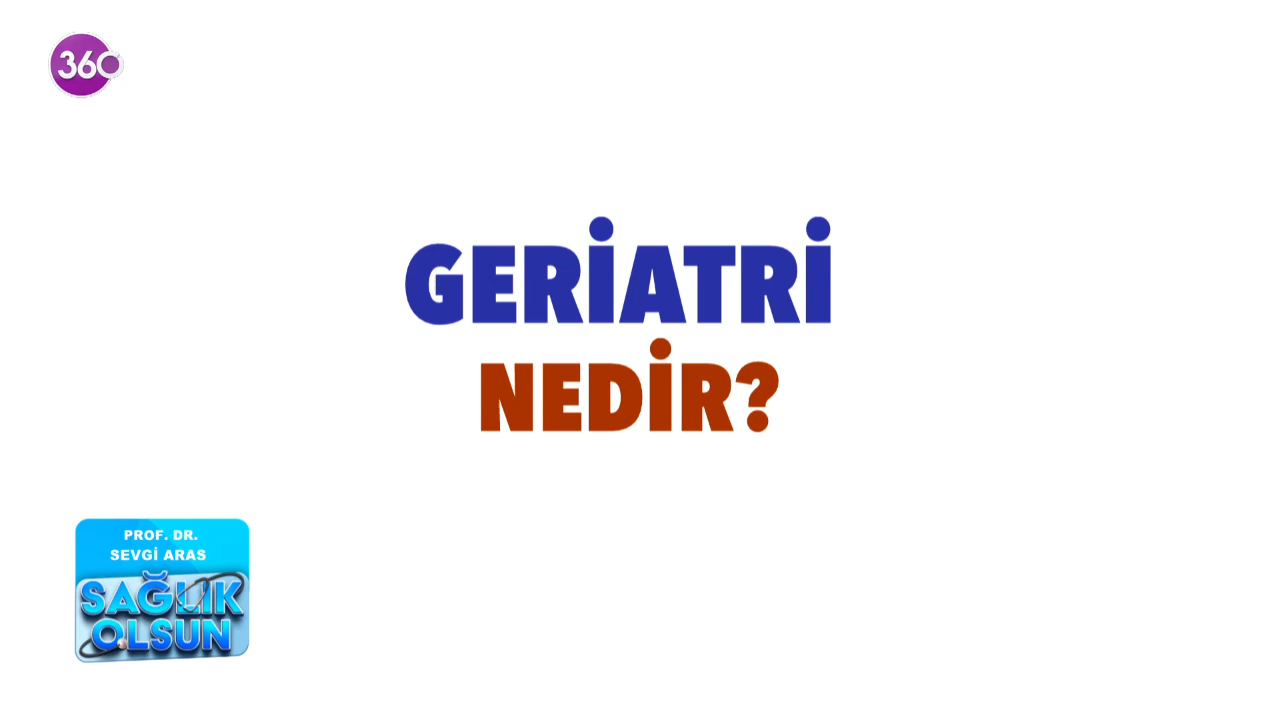 360
GERİATRİ
NEDİR?
PROF. DR.
SEVGİ ARAS
SAĞLIK
OLSUN